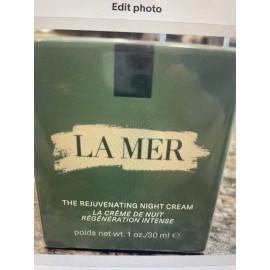 Edit photo
LA MER
THE REJUVENATING NIGHT CREAM
LA CRÈME DE NUIT
RÉGÉNÉRATION INTENSE
poids net wt. 1 oz./30 ml ℮